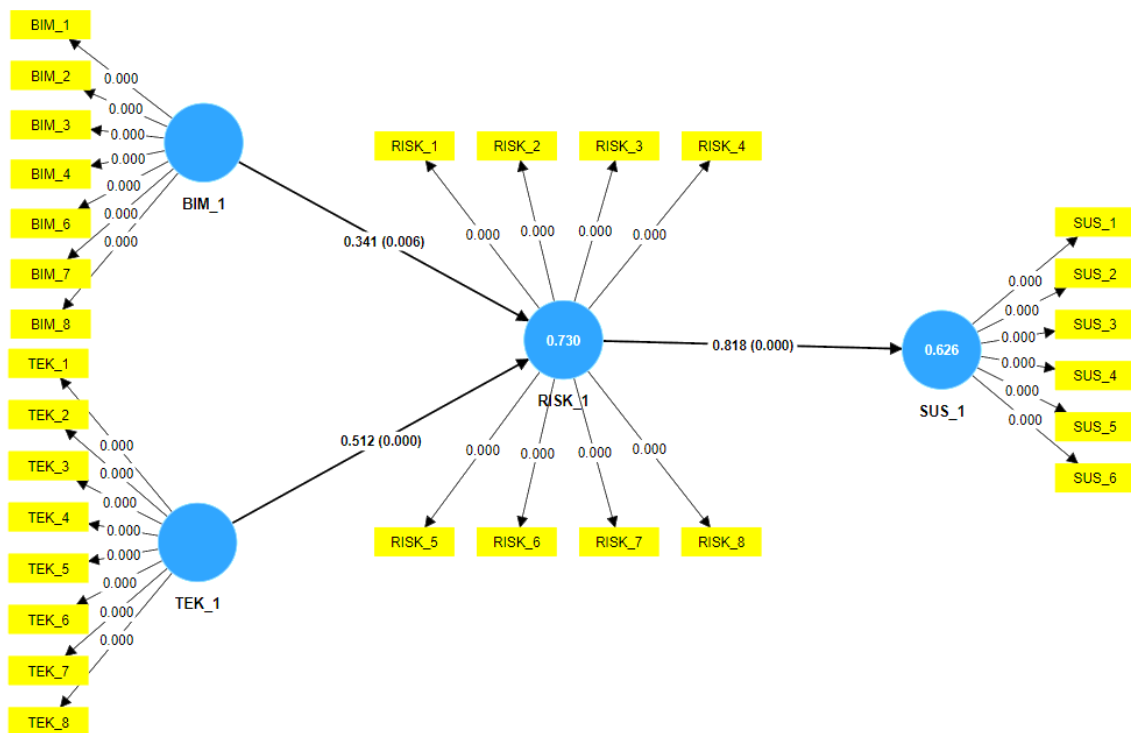 BIM_1
BIM_2
BIM_3
BIM_4
BIM_6
BIM_7
BIM_8
0.000
0.000
0.000
0.000
0.000
0.000
0.000
BIM_1
0.341 (0.006)
TEK_1
TEK_2
TEK_3
TEK_4
TEK_5
TEK_6
TEK_7
TEK_8
0.000
0.000
0.000
0.000
0.000
0.000
0.000
0.000
TEK_1
0.512 (0.000)
RISK_1
RISK_2
RISK_3
RISK_4
0.000
0.000
0.000
0.000
0.730
RISK_1
0.000
0.000
0.000
0.000
RISK_5
RISK_6
RISK_7
RISK_8
0.818 (0.000)
0.626
SUS_1
0.000
0.000
0.000
0.000
0.000
0.000
SUS_1
SUS_2
SUS_3
SUS_4
SUS_5
SUS_6